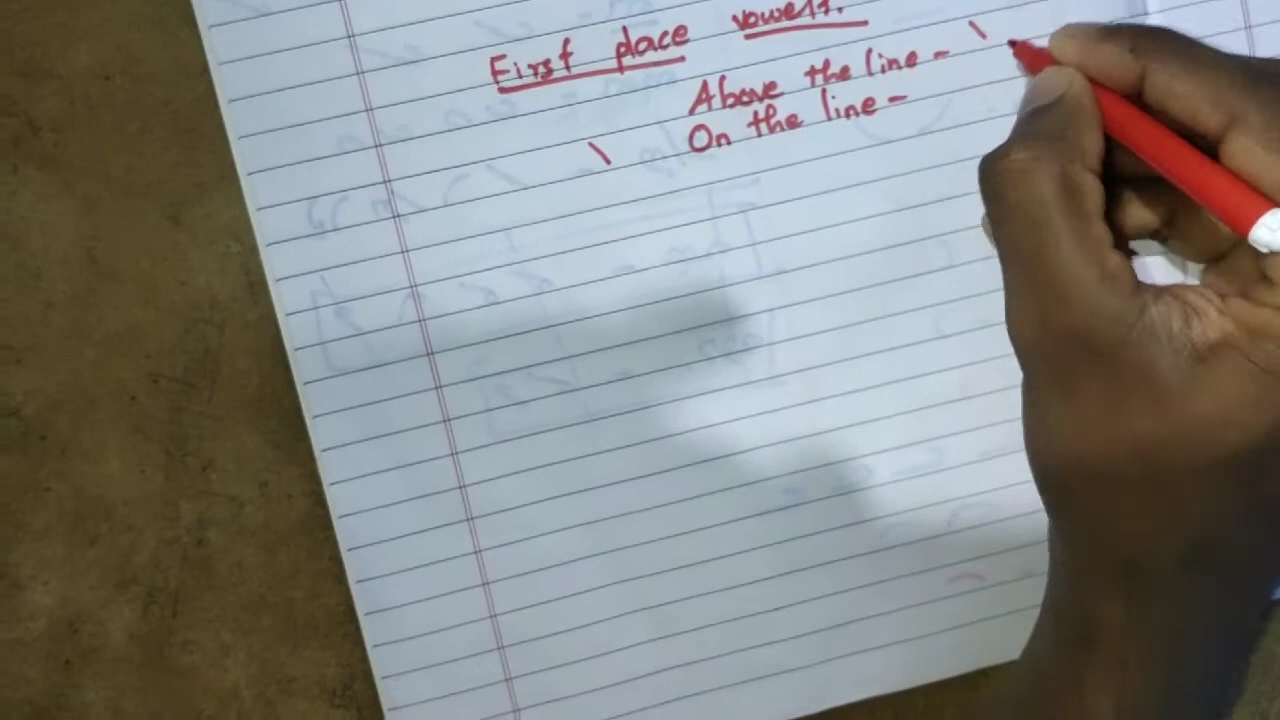 First place vowels.
Above the line - \
On the line -
\